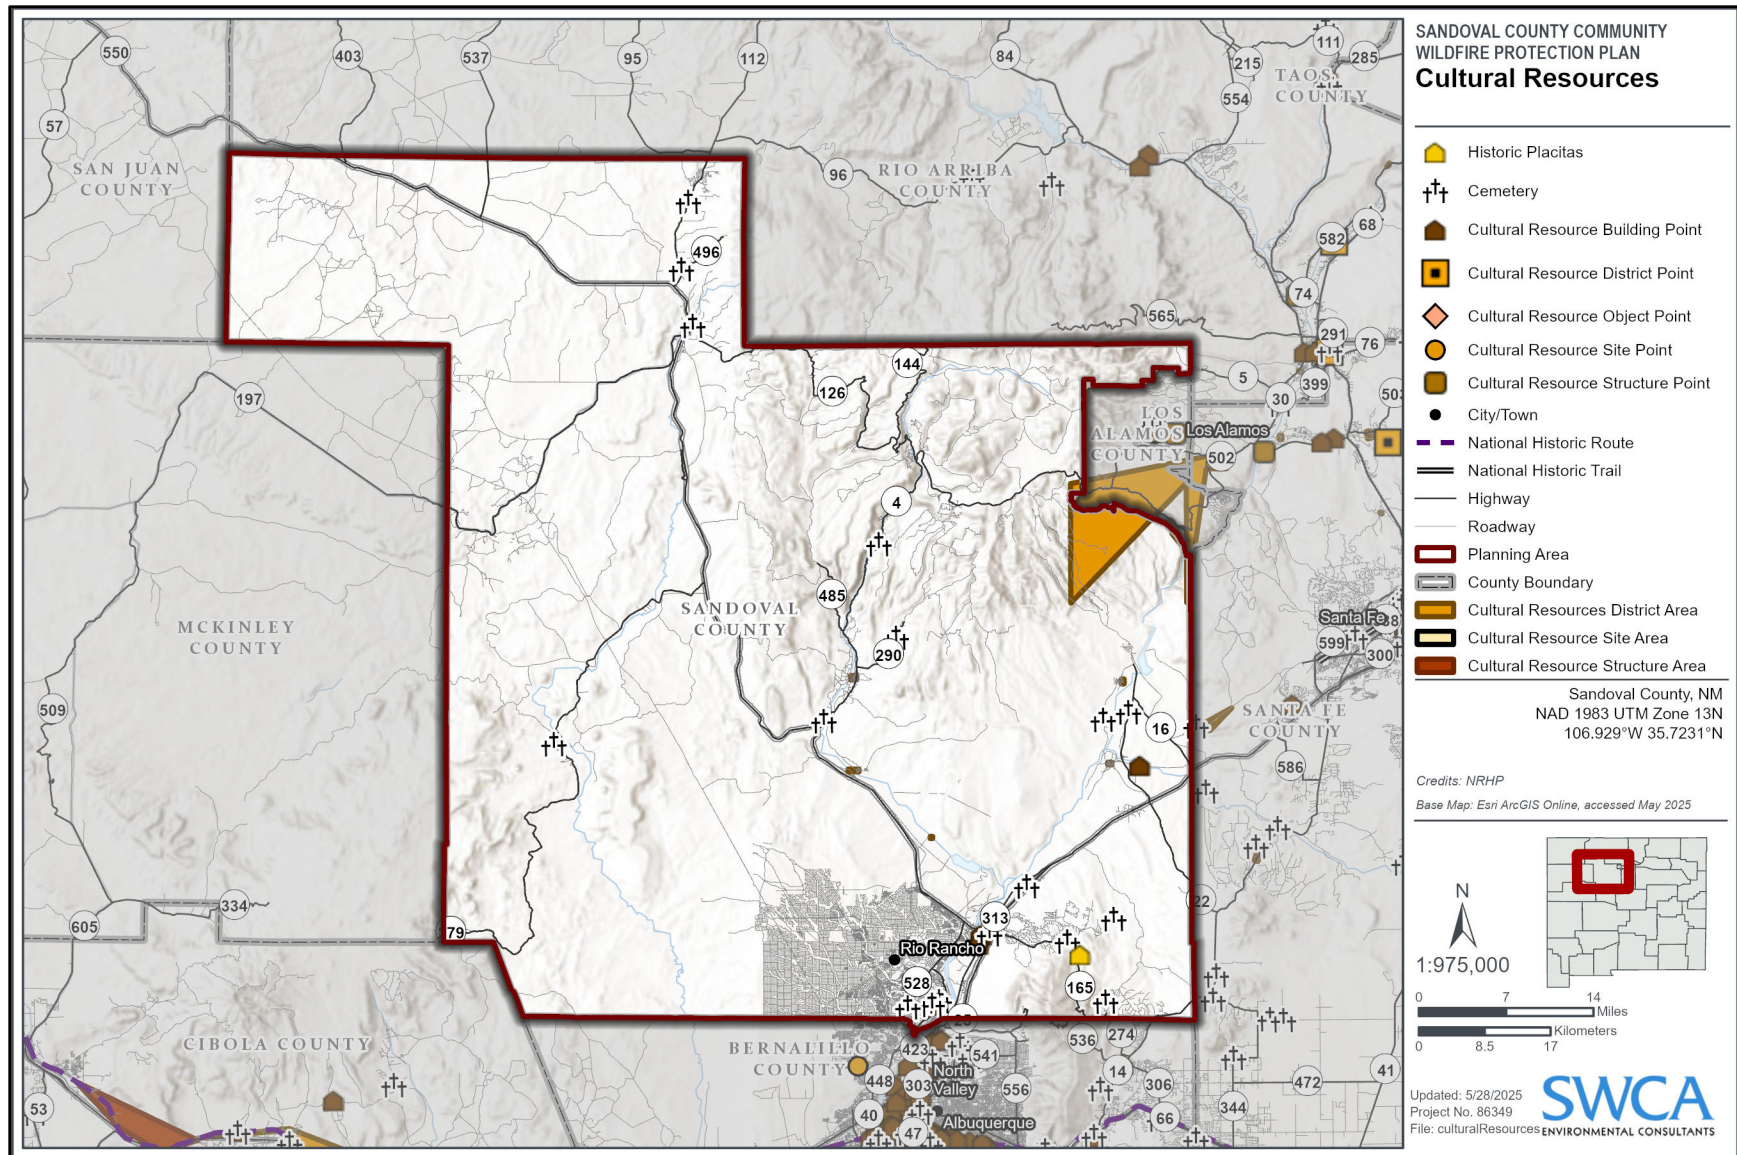 SANDOVAL COUNTY COMMUNITY
WILDFIRE PROTECTION PLAN
Cultural Resources
Historic Placitas
Cemetery
Cultural Resource Building Point
Cultural Resource District Point
Cultural Resource Object Point
Cultural Resource Site Point
Cultural Resource Structure Point
City/Town
National Historic Route
National Historic Trail
Highway
Roadway
Planning Area
County Boundary
Cultural Resources District Area
Cultural Resource Site Area
Cultural Resource Structure Area
Sandoval County, NM
NAD 1983 UTM Zone 13N
106.929°W 35.7231°N
Credits: NRHP
Base Map: Esri ArcGIS Online, accessed May 2025
N
1:975,000
0 7 14
Miles
Kilometers
0 8.5 17
Updated: 5/28/2025
Project No. 86349
File: culturalResources
SWCA
ENVIRONMENTAL CONSULTANTS
550
403
537
95
112
84
215
111
285
554
TAOS
COUNTY
57
SAN JUAN
COUNTY
96
RIO ARRIBA
COUNTY
68
582
496
74
565
291
76
144
126
5
399
30
503
197
LOS
ALAMOS
COUNTY
Los Alamos
502
4
485
SANDOVAL
COUNTY
MCKINLEY
COUNTY
290
Santa Fe
599
300
509
16
SANTA FE
COUNTY
586
334
605
79
313
22
Rio Rancho
528
165
25
CIBOLA COUNTY
BERNALILLO
COUNTY
423
541
536
274
North
Valley
448
303
556
14
306
472
41
53
40
47
Albuquerque
66
344